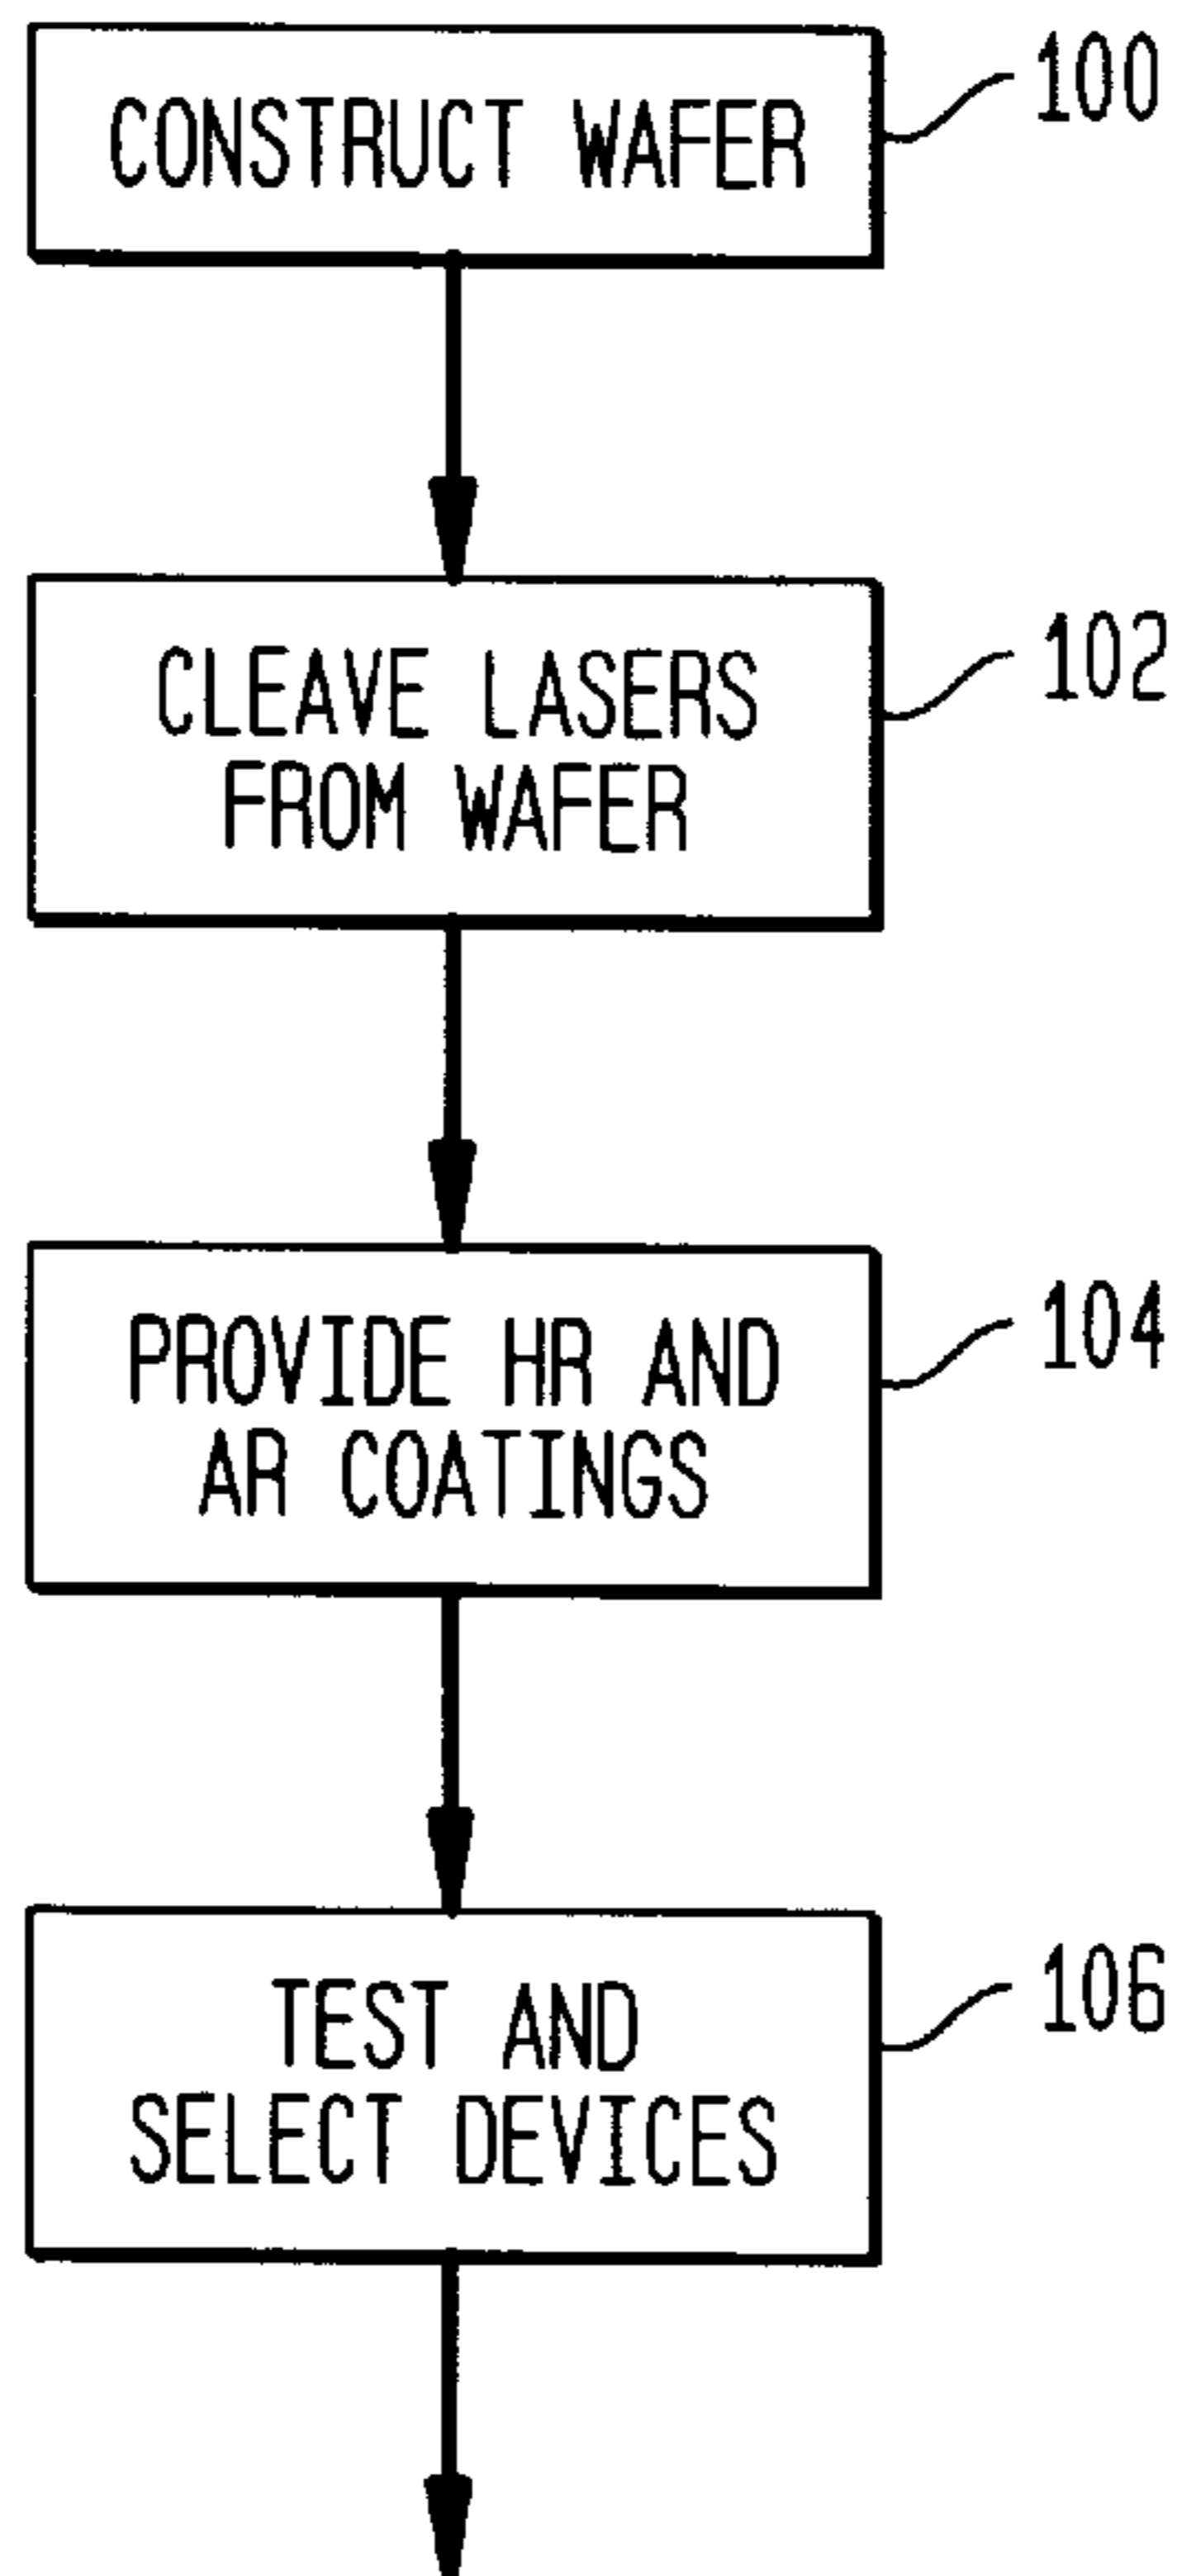 CONSTRUCT WAFER
100
CLEAVE LASERS
FROM WAFER
102
PROVIDE HR AND
AR COATINGS
104
TEST AND
SELECT DEVICES
106